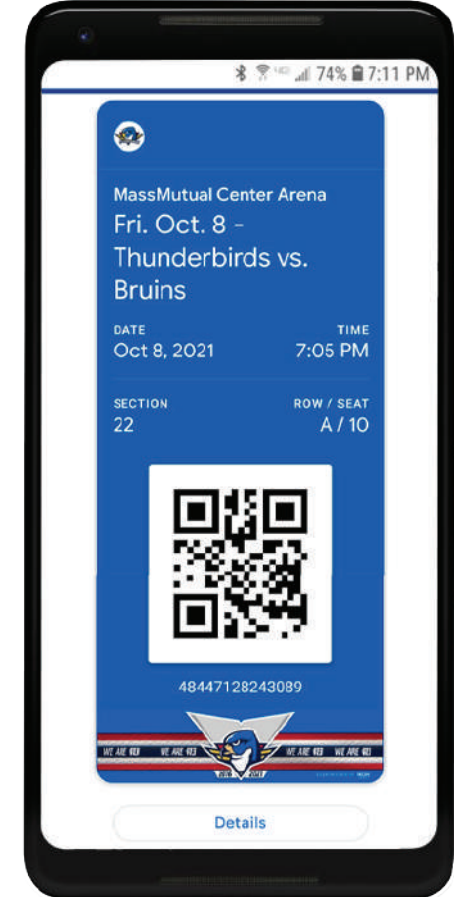 74% 7:11 PM
MassMutual Center Arena
Fri. Oct. 8 -
Thunderbirds vs.
Bruins
DATE TIME
Oct 8, 2021 7:05 PM
SECTION ROW / SEAT
22 A / 10
48447128243089
WE ARE 413 WE ARE 413 WE ARE 413 WE ARE 413
2016 2021
Details